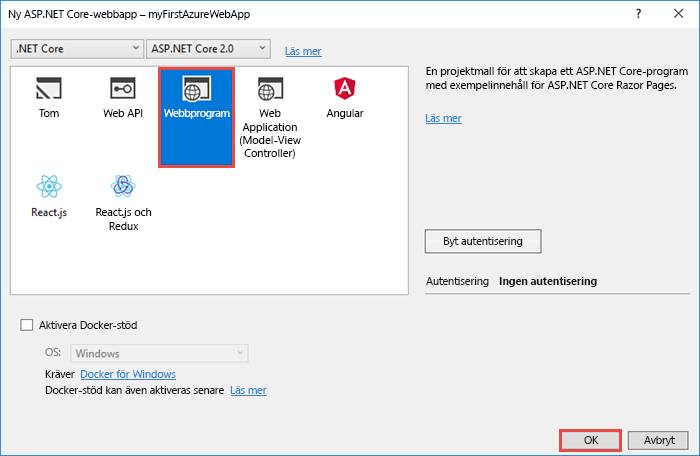 Ny ASP.NET Core-webbapp – myFirstAzureWebApp
.NET Core
ASP.NET Core 2.0
Läs mer
Tom
Web API
Webbprogram
Web
Application
(Model-View
Controller)
Angular
React.js
React.js och
Redux
En projektmall för att skapa ett ASP.NET Core-program
med exempelinnehåll för ASP.NET Core Razor Pages.
Läs mer
Byt autentisering
Autentisering Ingen autentisering
Aktivera Docker-stöd
OS: Windows
Kräver Docker för Windows
Docker-stöd kan även aktiveras senare Läs mer
OK
Avbryt